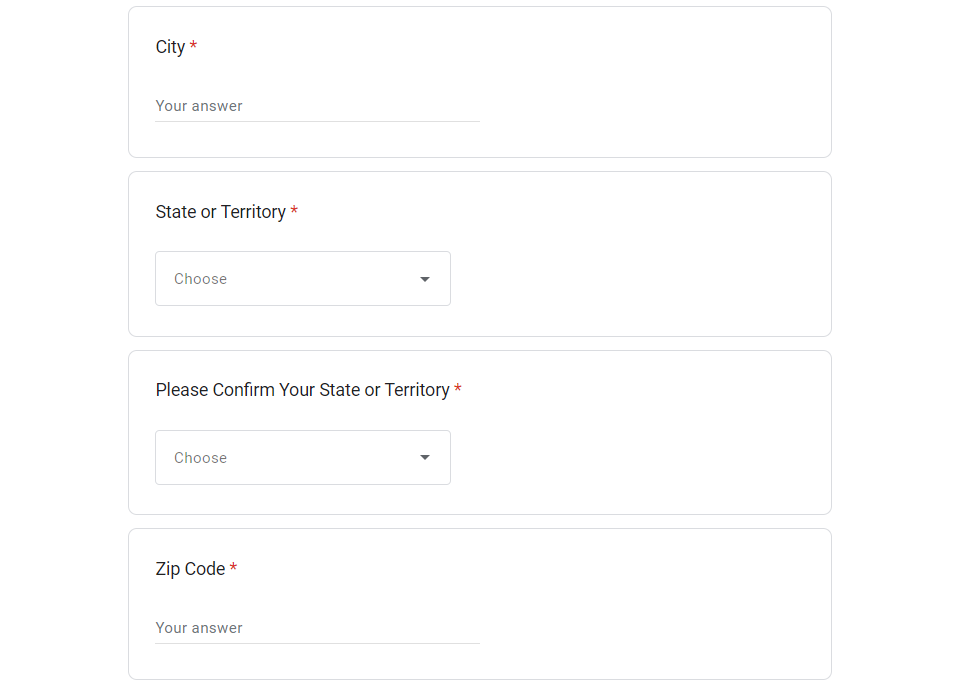 City *
Your answer
State or Territory *
Choose
Please Confirm Your State or Territory *
Choose
Zip Code *
Your answer